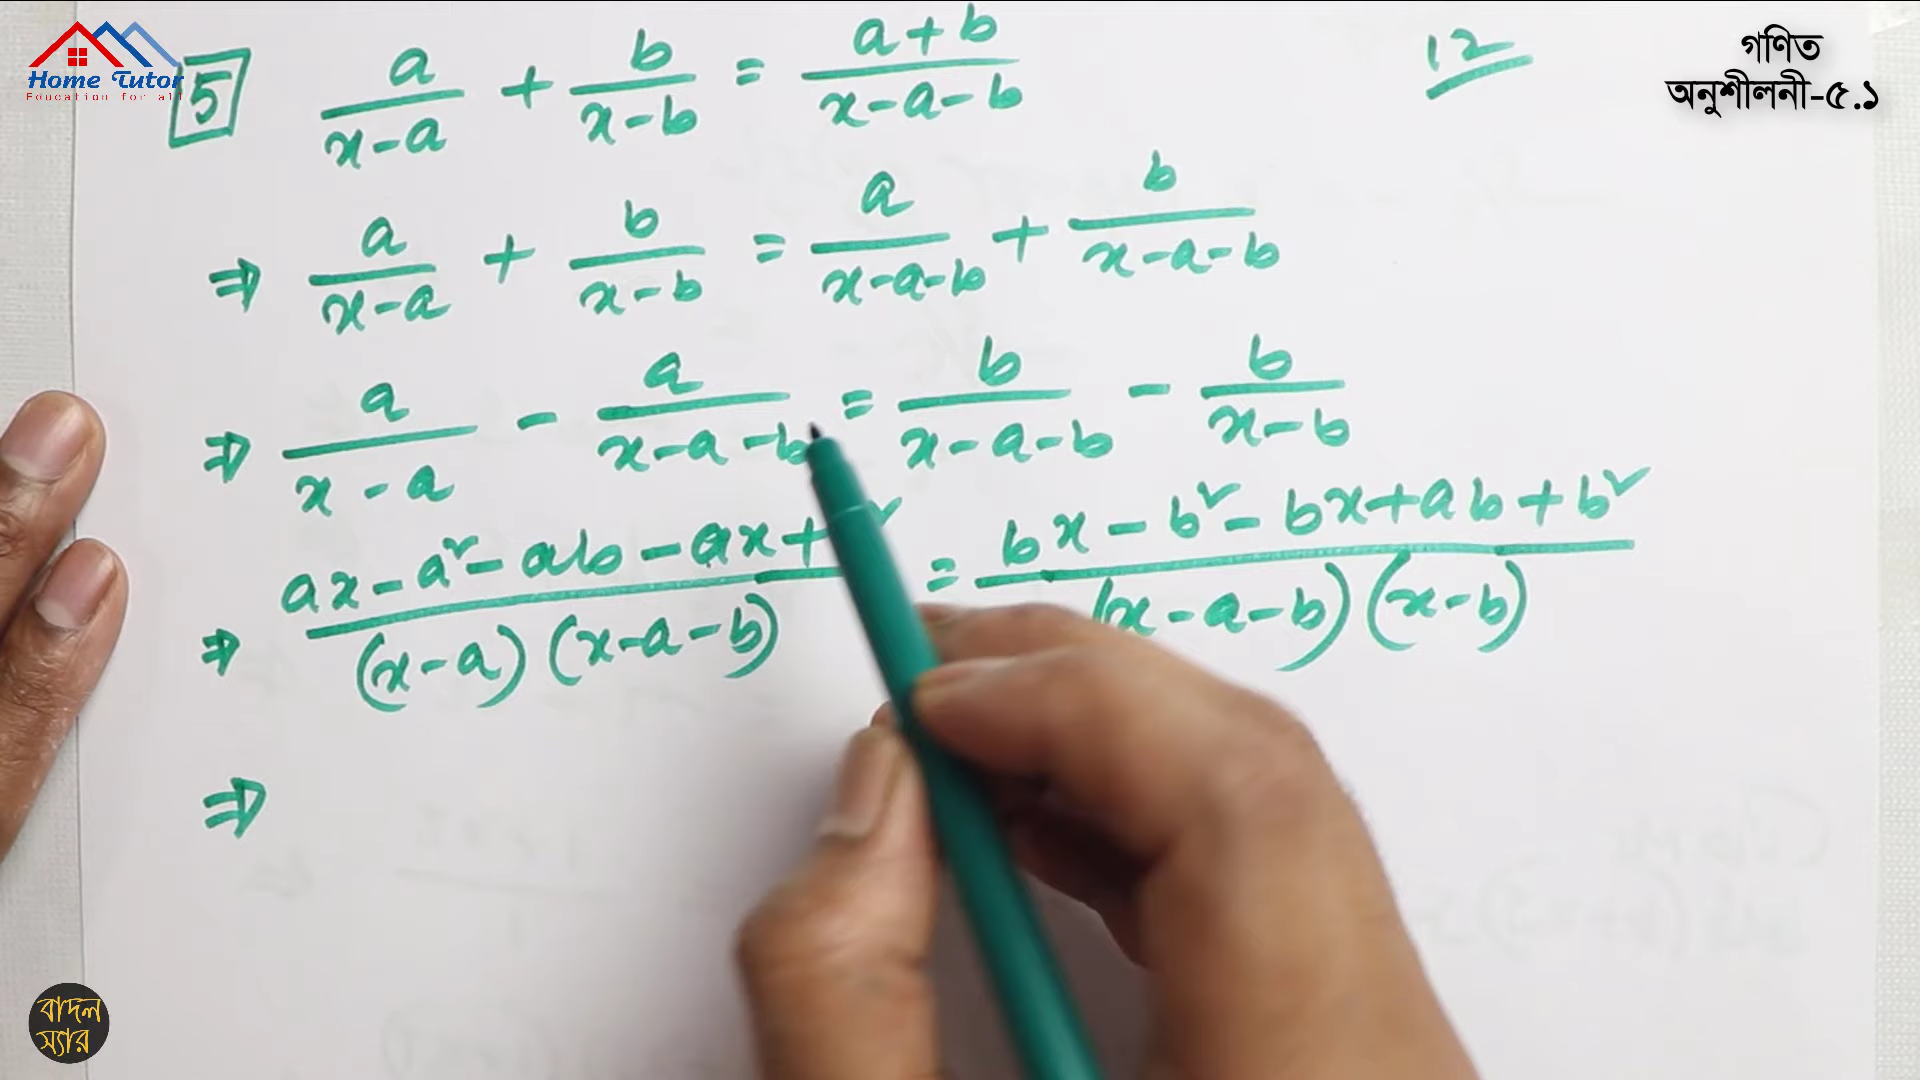 Home Tutor
Education for all
গণিত
অনুশীলনী-৫.১
12
5 a/(x-a) + b/(x-b) = (a+b)/(x-a-b)
⇒ a/(x-a) + b/(x-b) = a/(x-a-b) + b/(x-a-b)
⇒ a/(x-a) - a/(x-a-b) = b/(x-a-b) - b/(x-b)
⇒ (ax-a²-ab-ax+ ²)/((x-a)(x-a-b)) = (bx-b²-bx+ab+b²)/((x-a-b)(x-b))
⇒
বাদল
স্যার